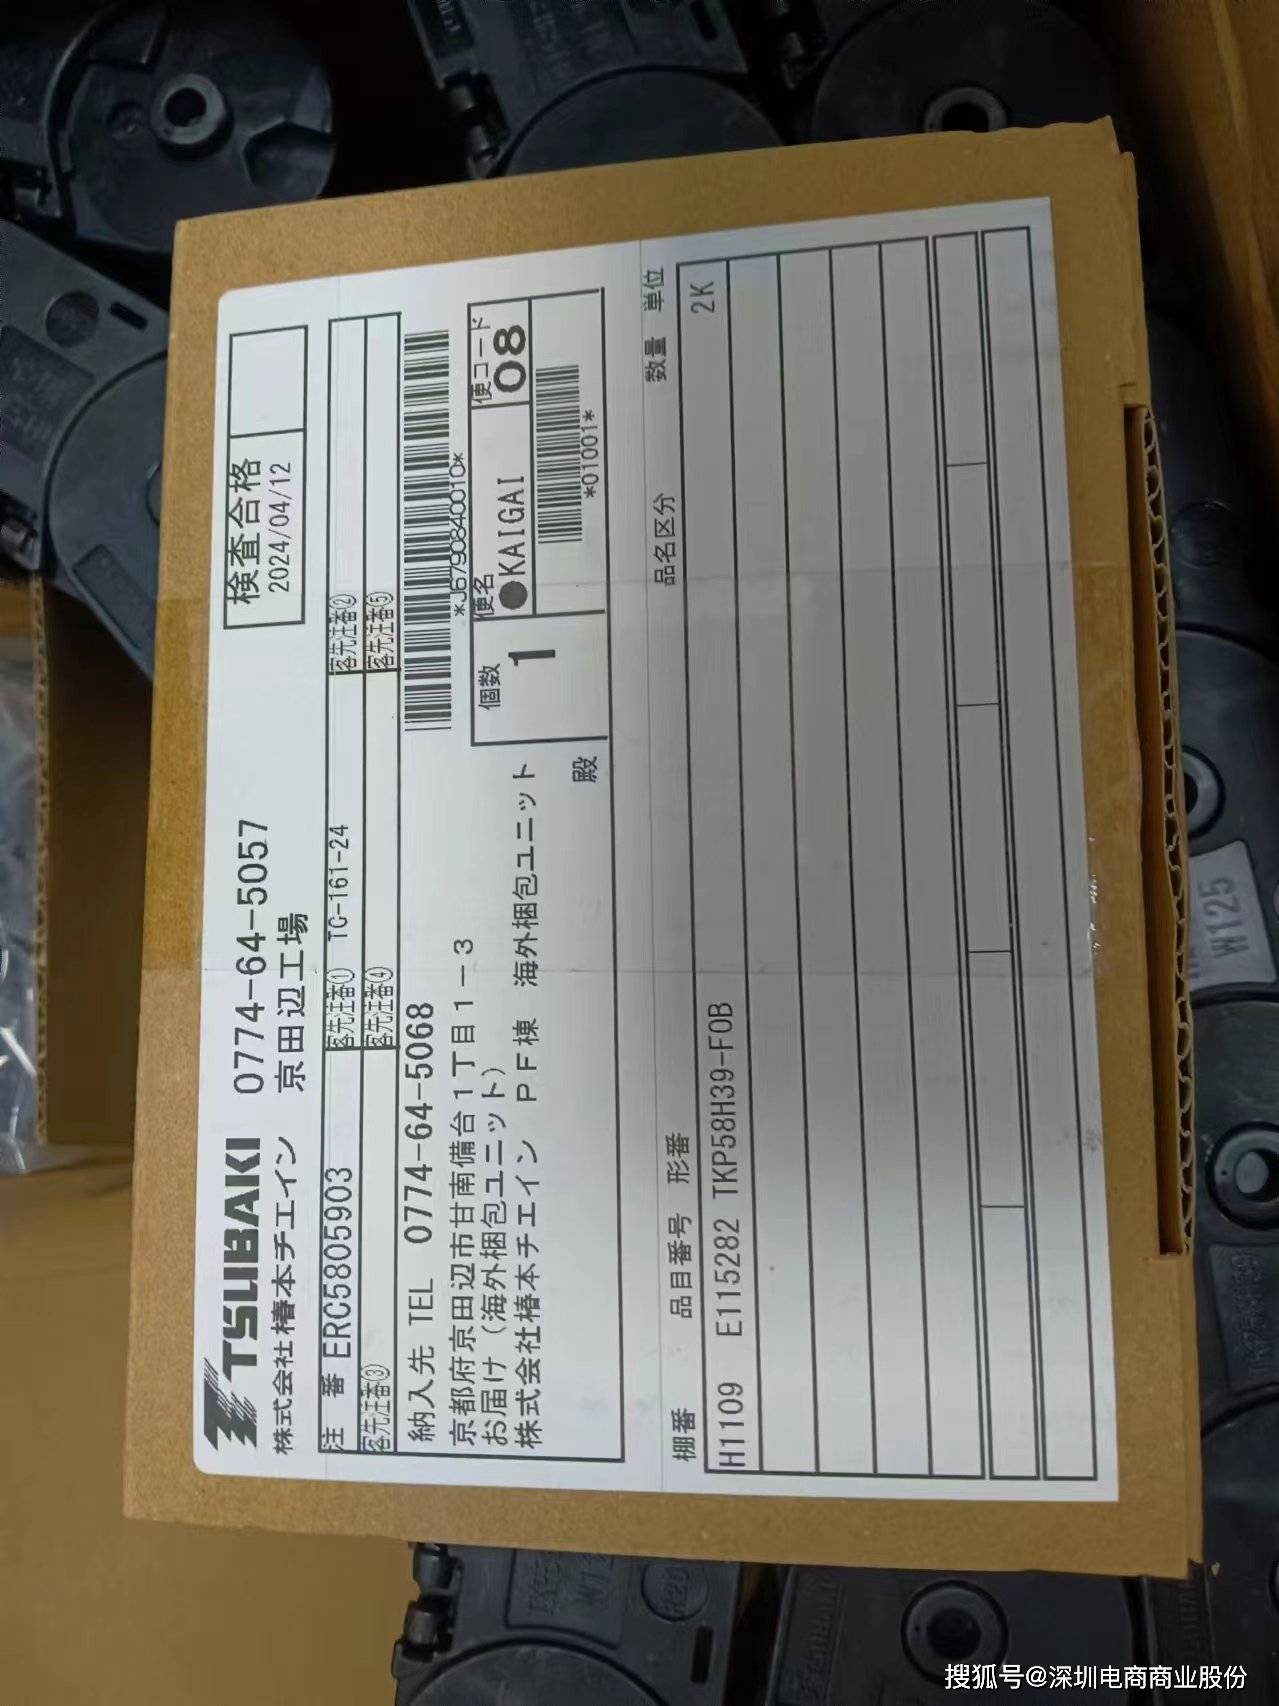 TSUBAKI 0774-64-5057
株式会社椿本チエイン 京田辺工場
検査合格
2024/04/12
注 番 ERC5805903 客先注番① TC-161-24 客先注番②
客先注番③ 客先注番④ 客先注番⑤
納入先 TEL 0774-64-5068
*J6790840010*
京都府京田辺市甘南備台1丁目1-3
お届け（海外梱包ユニット）
株式会社椿本チエイン PF棟 海外梱包ユニット
殿
個数 便名 便コード
1 ●KAIGAI 08
*01001*
棚番 品目番号 形番 品名区分 数量 単位
H1109 E115282 TKP58H39-FOB 2K
W125
搜狐号@深圳电商商业股份